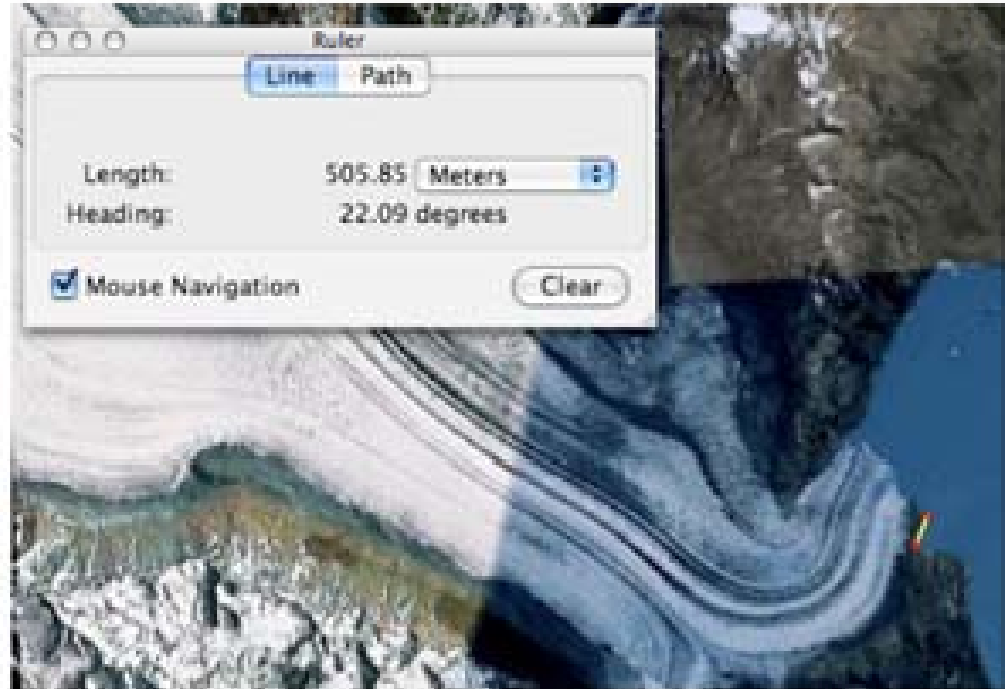 Ruler
Line Path
Length: 505.85 Meters
Heading: 22.09 degrees
Mouse Navigation Clear